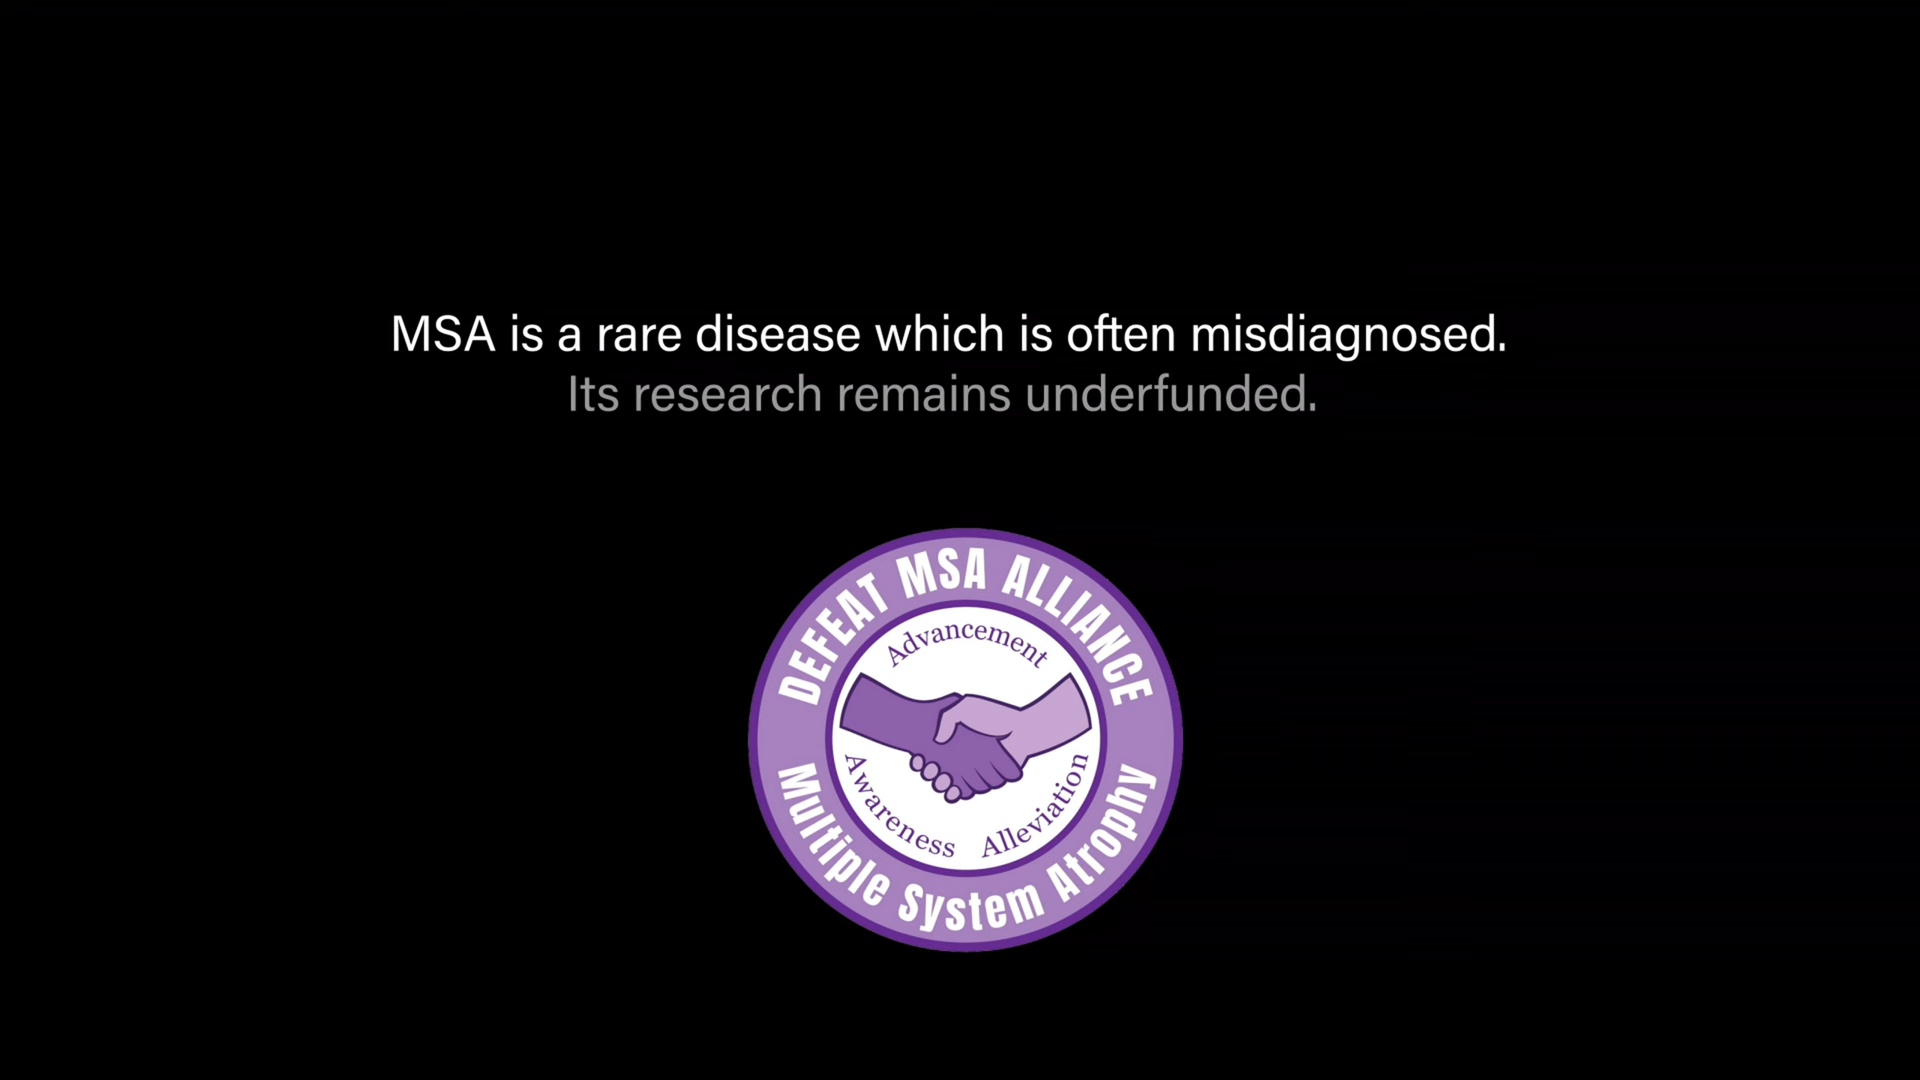 MSA is a rare disease which is often misdiagnosed.
Its research remains underfunded.
DEFEAT MSA ALLIANCE
Advancement
Awareness
Alleviation
Multiple System Atrophy